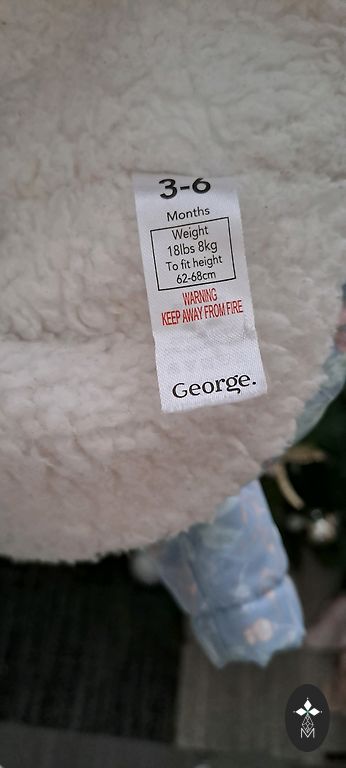 3-6
Months
Weight
18lbs 8kg
To fit height
62-68cm
WARNING
KEEP AWAY FROM FIRE
George.
M